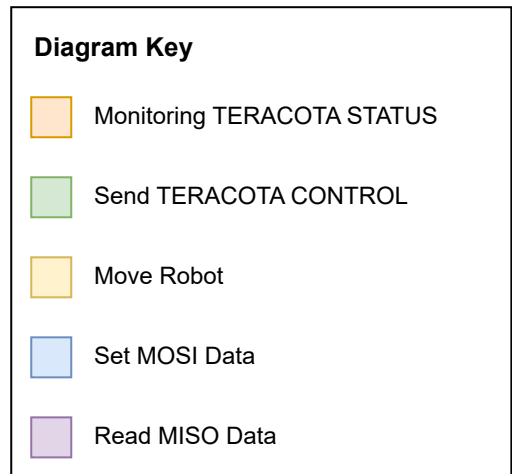 Diagram Key
Monitoring TERACOTA STATUS
Send TERACOTA CONTROL
Move Robot
Set MOSI Data
Read MISO Data